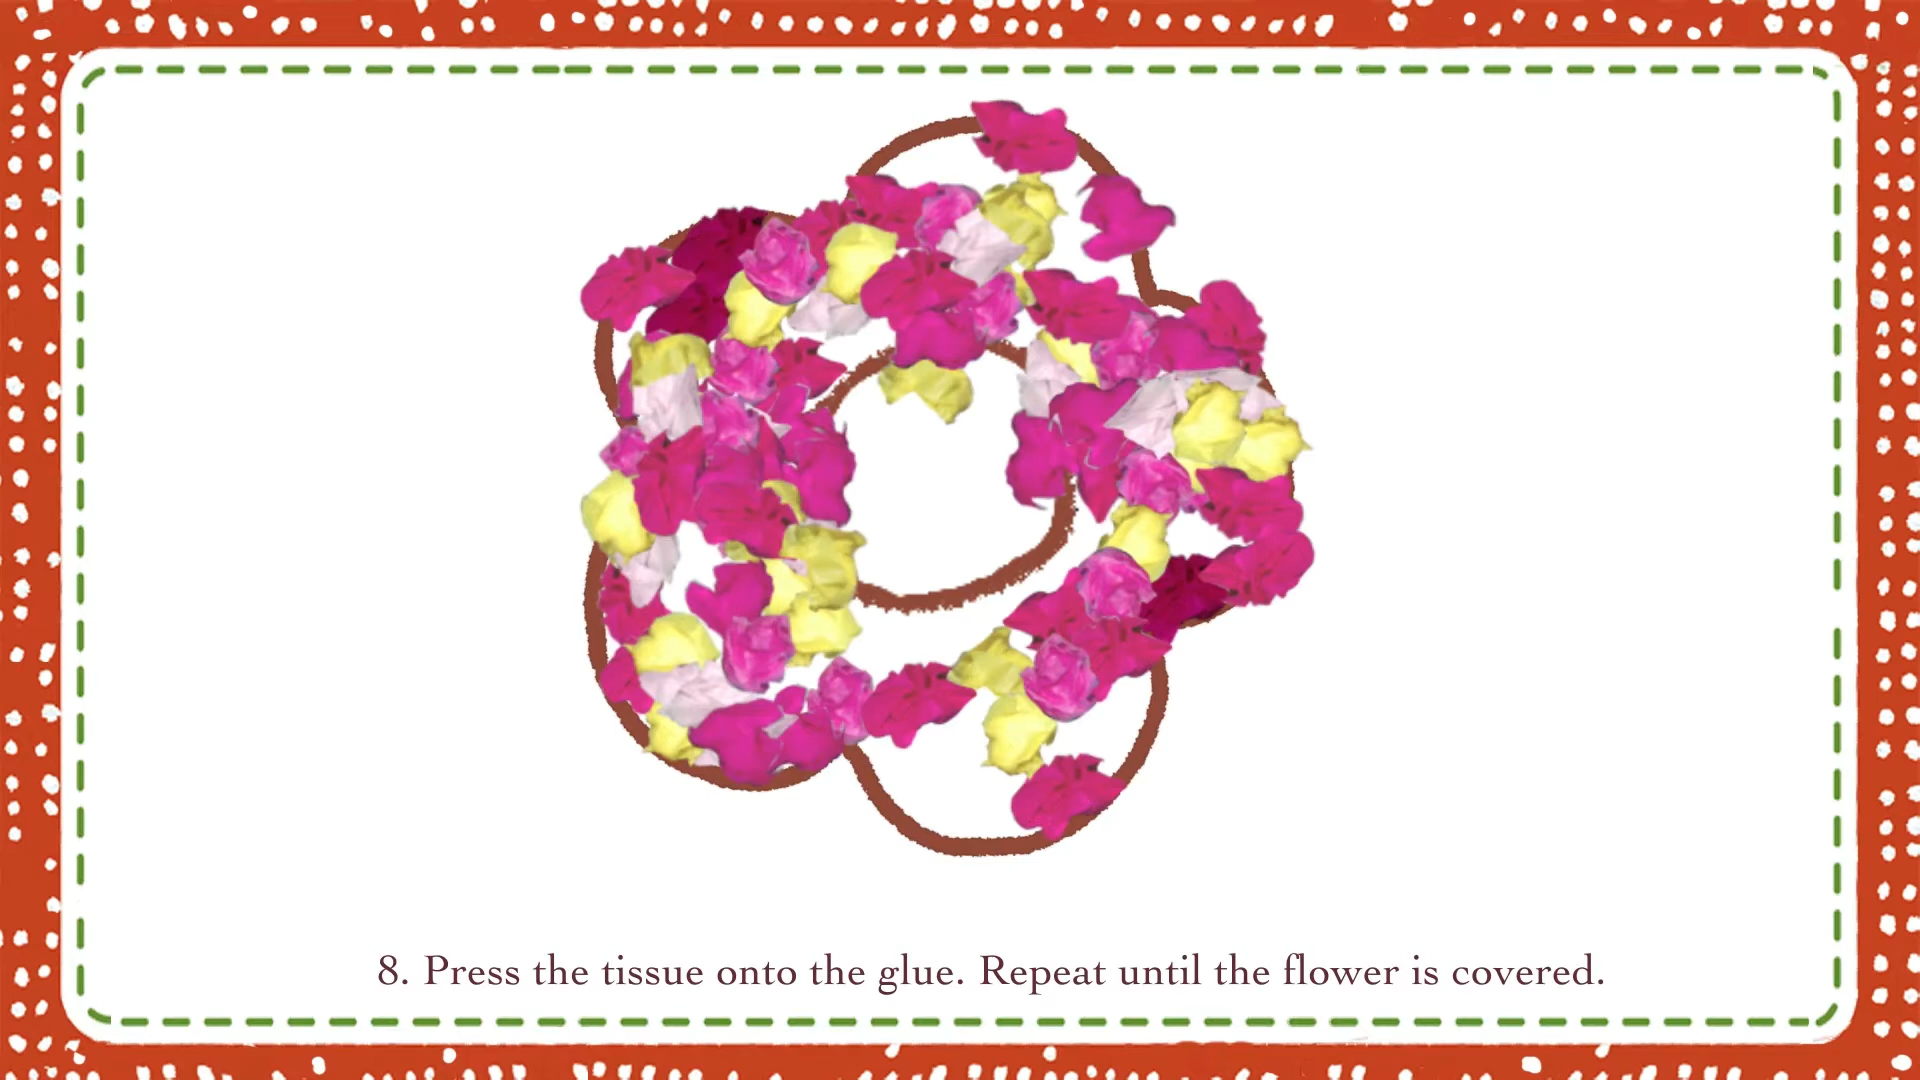 8. Press the tissue onto the glue. Repeat until the flower is covered.